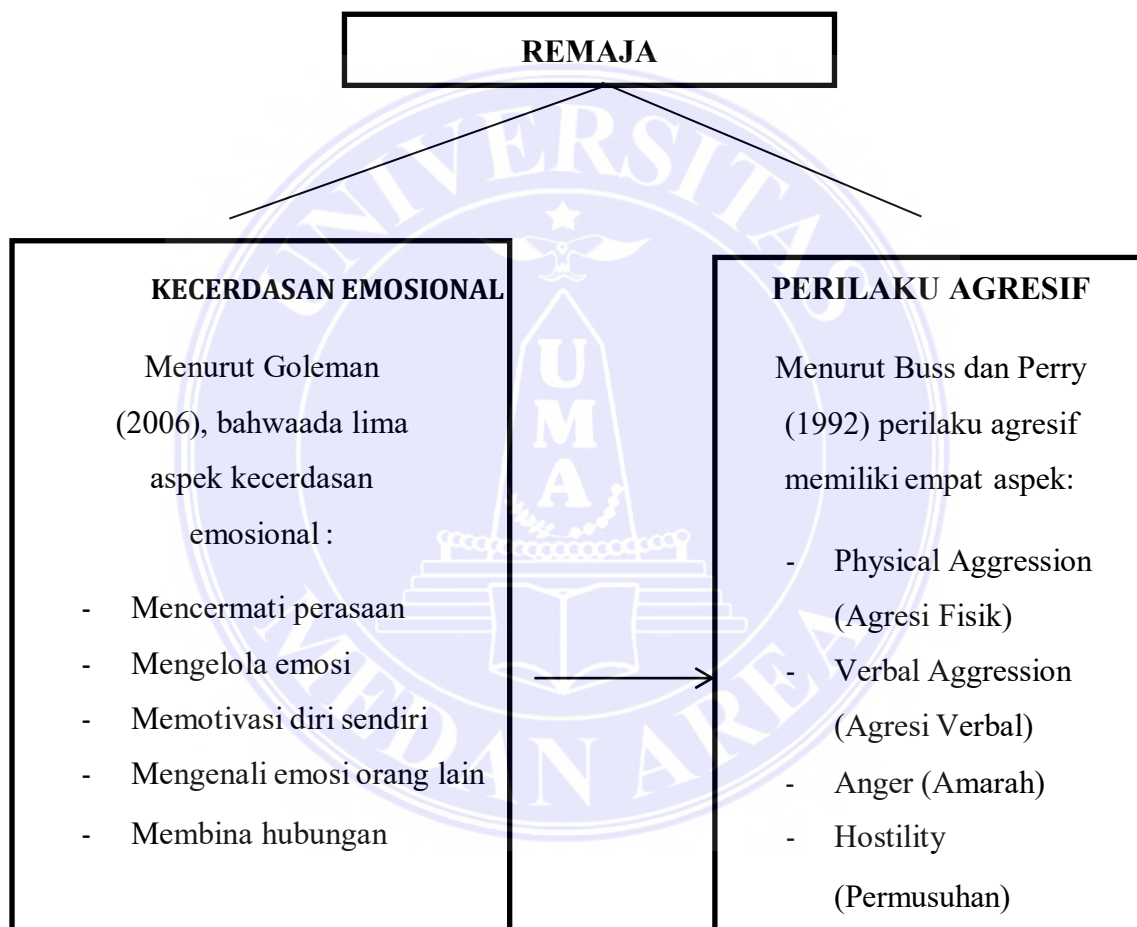 REMAJA
KECERDASAN EMOSIONAL
Menurut Goleman
(2006), bahwaada lima
aspek kecerdasan
emosional :
- Mencermati perasaan
- Mengelola emosi
- Memotivasi diri sendiri
- Mengenali emosi orang lain
- Membina hubungan
PERILAKU AGRESIF
Menurut Buss dan Perry
(1992) perilaku agresif
memiliki empat aspek:
- Physical Aggression
(Agresi Fisik)
- Verbal Aggression
(Agresi Verbal)
- Anger (Amarah)
- Hostility
(Permusuhan)
UNIVERSITAS
UMA
MEDAN AREA